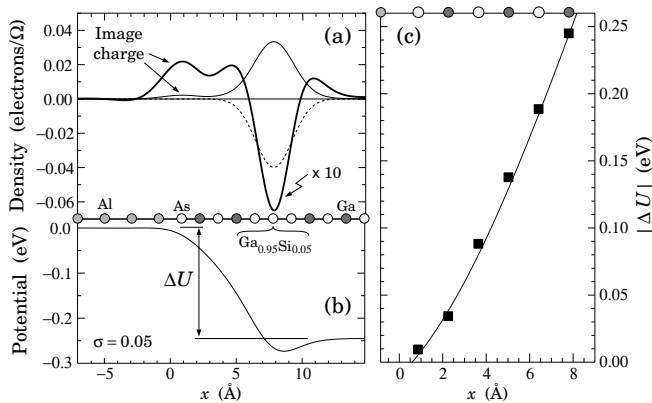 (a)
Image
charge
x 10
Density (electrons/Ω)
0.04
0.02
0.00
−0.02
−0.04
−0.06
Al
As
Ga
Ga0.95Si0.05
Potential (eV)
0.0
−0.1
−0.2
−0.3
ΔU
(b)
σ = 0.05
−5 0 5 10
x (Å)
(c)
0.25
0.20
0.15
0.10
0.05
0.00
|ΔU| (eV)
0 2 4 6 8
x (Å)